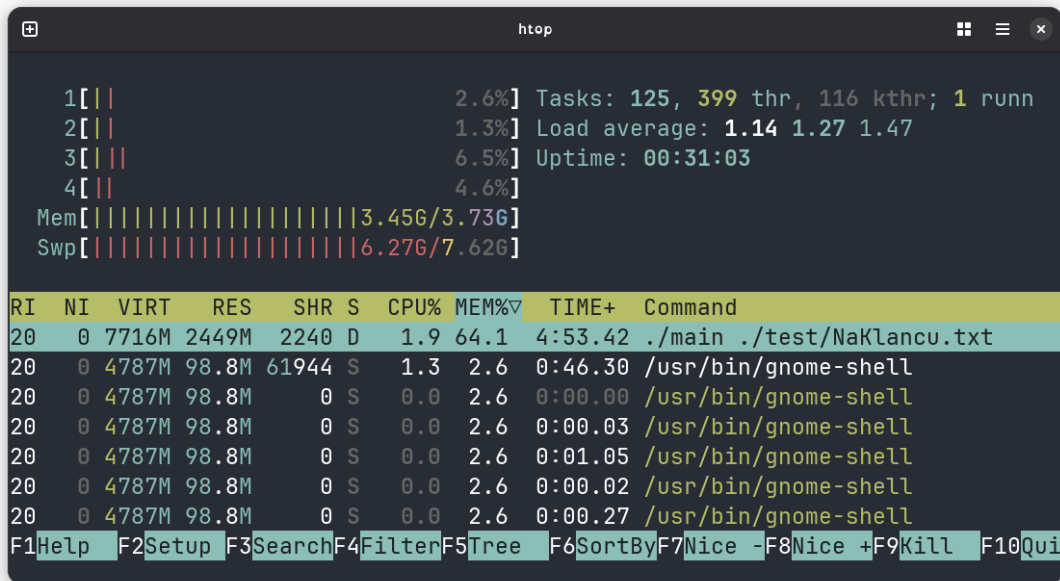 htop
1[|| 2.6%] Tasks: 125, 399 thr, 116 kthr; 1 runn
2[|| 1.3%] Load average: 1.14 1.27 1.47
3[||| 6.5%] Uptime: 00:31:03
4[|| 4.6%]
Mem[||||||||||||||||||||3.45G/3.73G]
Swp[||||||||||||||||||||6.27G/7.62G]
RI NI VIRT RES SHR S CPU% MEM%▽ TIME+ Command
20 0 7716M 2449M 2240 D 1.9 64.1 4:53.42 ./main ./test/NaKlancu.txt
20 0 4787M 98.8M 61944 S 1.3 2.6 0:46.30 /usr/bin/gnome-shell
20 0 4787M 98.8M 0 S 0.0 2.6 0:00.00 /usr/bin/gnome-shell
20 0 4787M 98.8M 0 S 0.0 2.6 0:00.03 /usr/bin/gnome-shell
20 0 4787M 98.8M 0 S 0.0 2.6 0:01.05 /usr/bin/gnome-shell
20 0 4787M 98.8M 0 S 0.0 2.6 0:00.02 /usr/bin/gnome-shell
20 0 4787M 98.8M 0 S 0.0 2.6 0:00.27 /usr/bin/gnome-shell
F1Help F2Setup F3SearchF4FilterF5Tree F6SortByF7Nice -F8Nice +F9Kill F10Qui